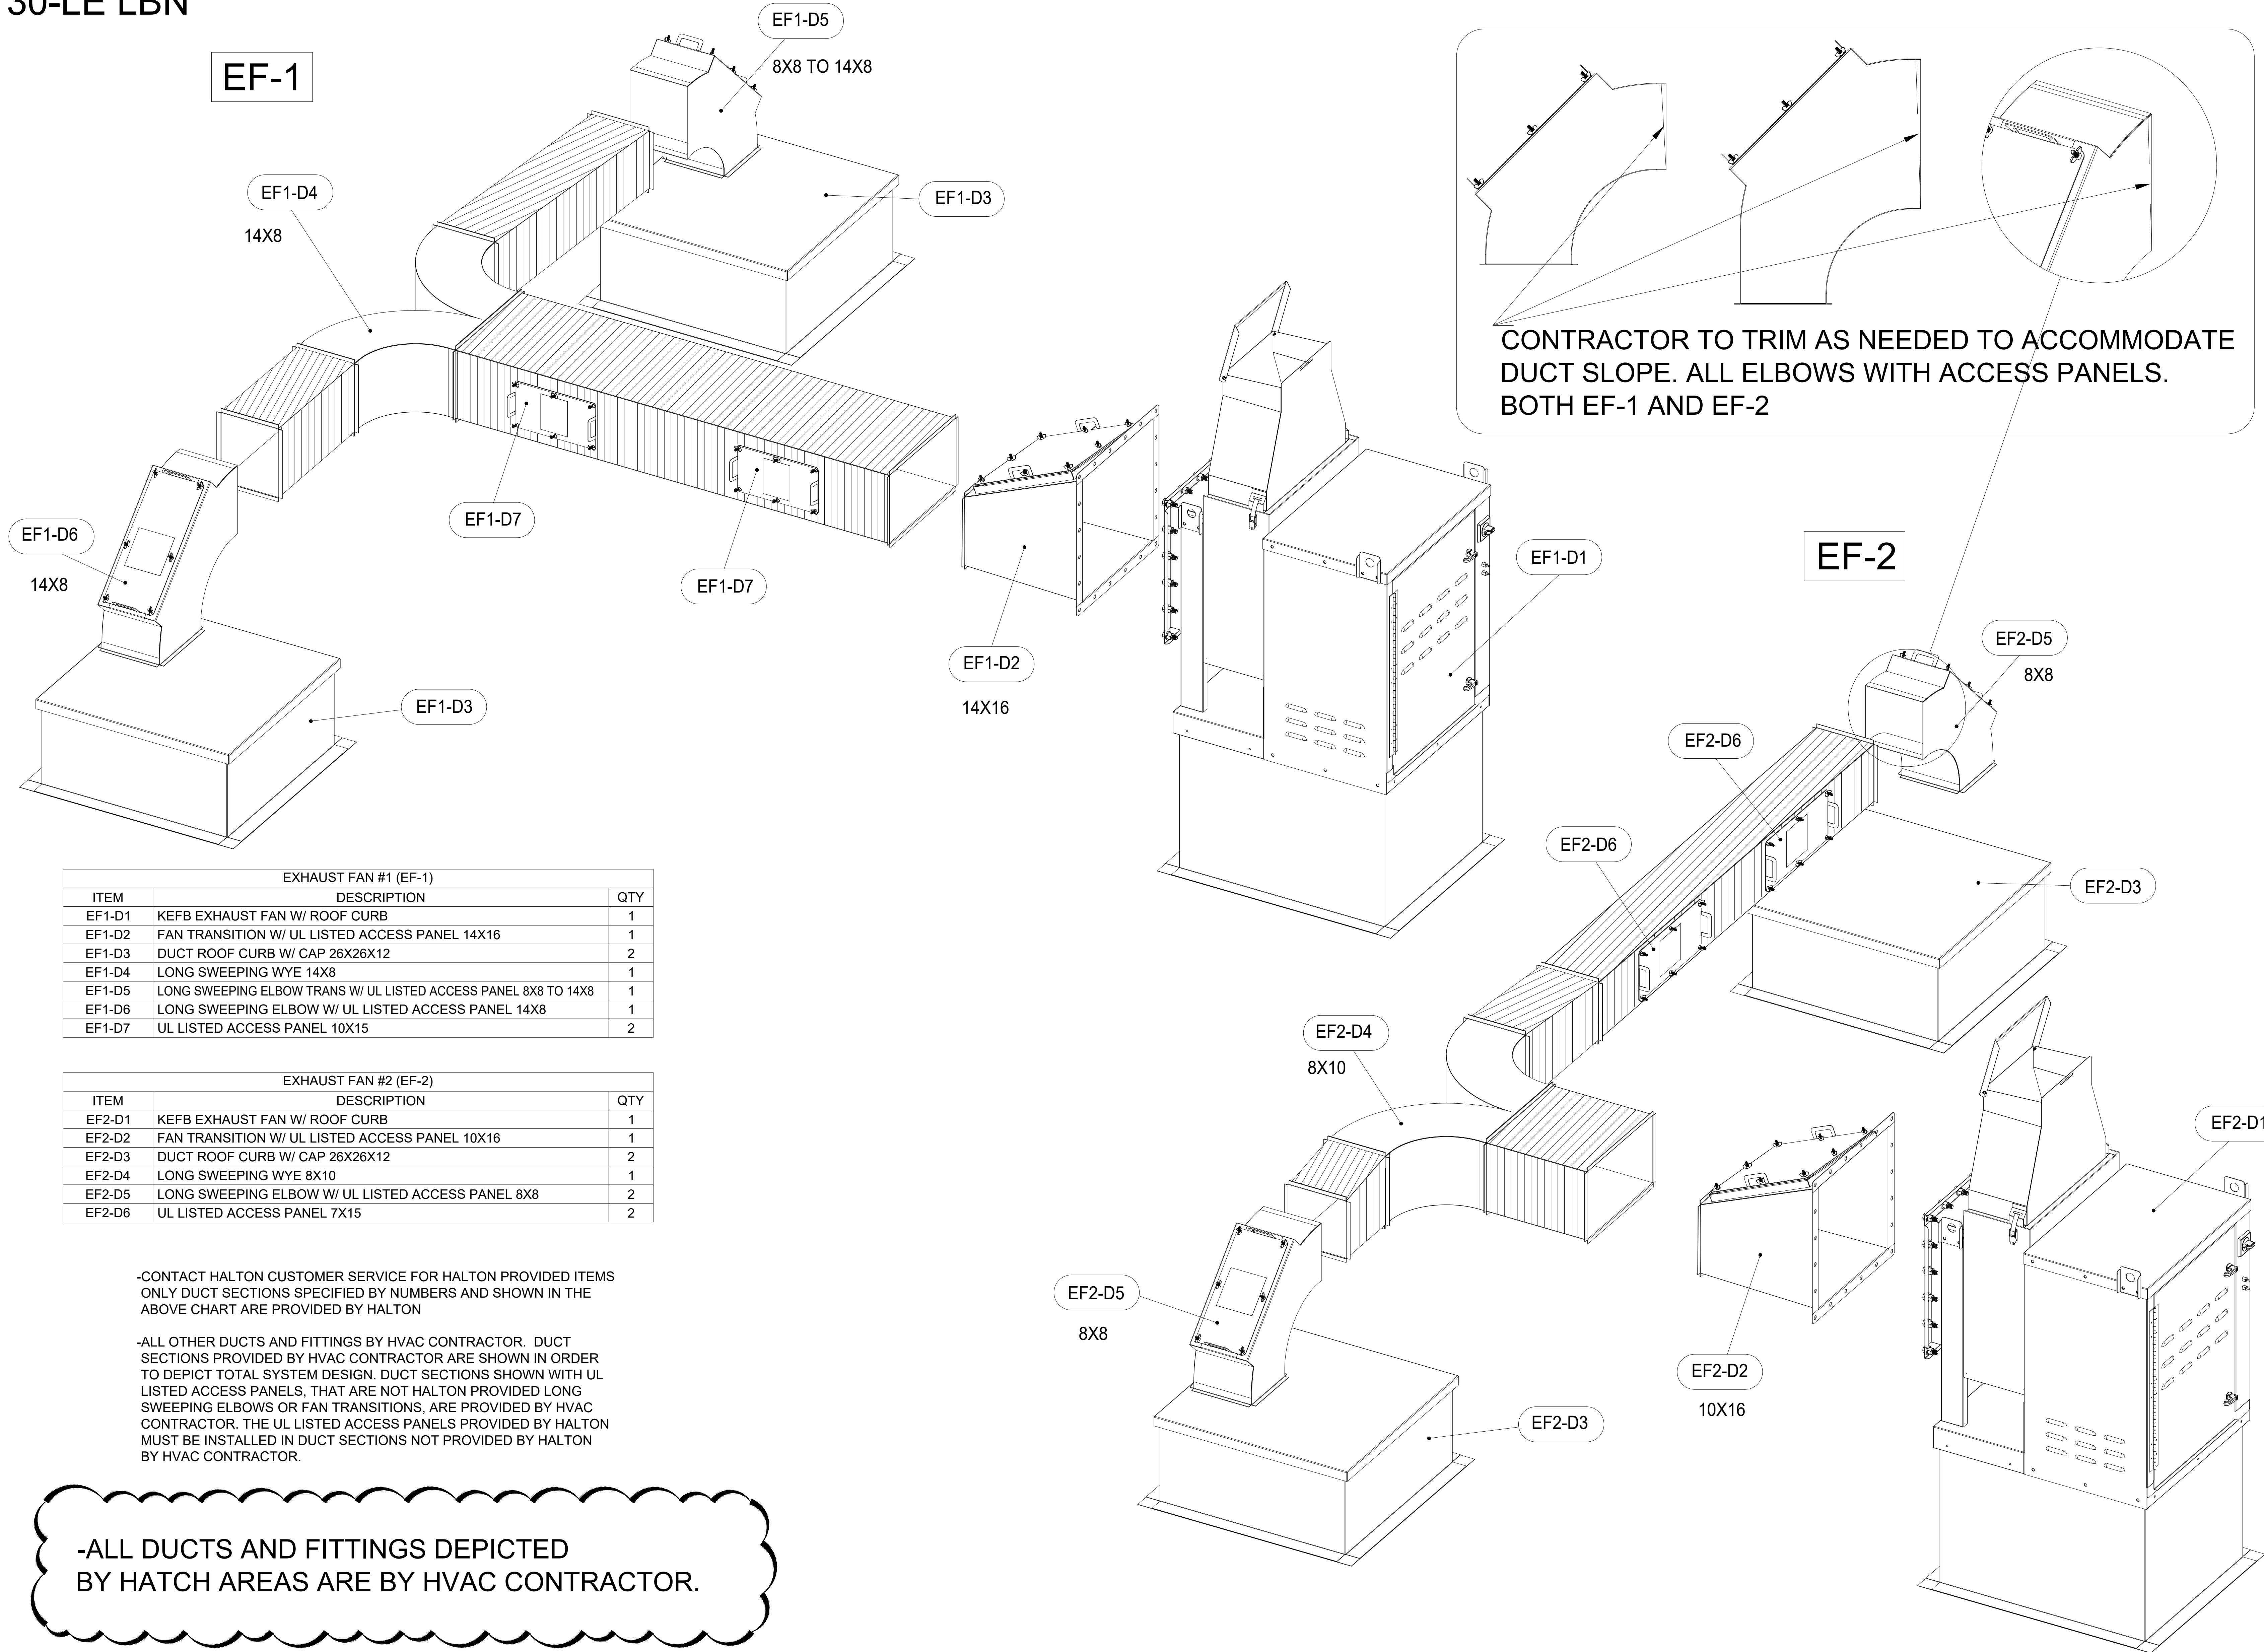 30-LE LBN
EF-1
EF1-D5
8X8 TO 14X8
EF1-D4
14X8
EF1-D3
EF1-D7
EF1-D7
EF1-D6
14X8
EF1-D3
EF1-D2
14X16
EF1-D1
CONTRACTOR TO TRIM AS NEEDED TO ACCOMMODATE
DUCT SLOPE. ALL ELBOWS WITH ACCESS PANELS.
BOTH EF-1 AND EF-2
EF-2
EF2-D5
8X8
EF2-D6
EF2-D6
EF2-D3
EF2-D4
8X10
EF2-D1
EF2-D5
8X8
EF2-D2
10X16
EF2-D3
EXHAUST FAN #1 (EF-1)
ITEM DESCRIPTION QTY
EF1-D1 KEFB EXHAUST FAN W/ ROOF CURB 1
EF1-D2 FAN TRANSITION W/ UL LISTED ACCESS PANEL 14X16 1
EF1-D3 DUCT ROOF CURB W/ CAP 26X26X12 2
EF1-D4 LONG SWEEPING WYE 14X8 1
EF1-D5 LONG SWEEPING ELBOW TRANS W/ UL LISTED ACCESS PANEL 8X8 TO 14X8 1
EF1-D6 LONG SWEEPING ELBOW W/ UL LISTED ACCESS PANEL 14X8 1
EF1-D7 UL LISTED ACCESS PANEL 10X15 2
EXHAUST FAN #2 (EF-2)
ITEM DESCRIPTION QTY
EF2-D1 KEFB EXHAUST FAN W/ ROOF CURB 1
EF2-D2 FAN TRANSITION W/ UL LISTED ACCESS PANEL 10X16 1
EF2-D3 DUCT ROOF CURB W/ CAP 26X26X12 2
EF2-D4 LONG SWEEPING WYE 8X10 1
EF2-D5 LONG SWEEPING ELBOW W/ UL LISTED ACCESS PANEL 8X8 2
EF2-D6 UL LISTED ACCESS PANEL 7X15 2
-CONTACT HALTON CUSTOMER SERVICE FOR HALTON PROVIDED ITEMS
ONLY DUCT SECTIONS SPECIFIED BY NUMBERS AND SHOWN IN THE
ABOVE CHART ARE PROVIDED BY HALTON
-ALL OTHER DUCTS AND FITTINGS BY HVAC CONTRACTOR. DUCT
SECTIONS PROVIDED BY HVAC CONTRACTOR ARE SHOWN IN ORDER
TO DEPICT TOTAL SYSTEM DESIGN. DUCT SECTIONS SHOWN WITH UL
LISTED ACCESS PANELS, THAT ARE NOT HALTON PROVIDED LONG
SWEEPING ELBOWS OR FAN TRANSITIONS, ARE PROVIDED BY HVAC
CONTRACTOR. THE UL LISTED ACCESS PANELS PROVIDED BY HALTON
MUST BE INSTALLED IN DUCT SECTIONS NOT PROVIDED BY HALTON
BY HVAC CONTRACTOR.
-ALL DUCTS AND FITTINGS DEPICTED
BY HATCH AREAS ARE BY HVAC CONTRACTOR.